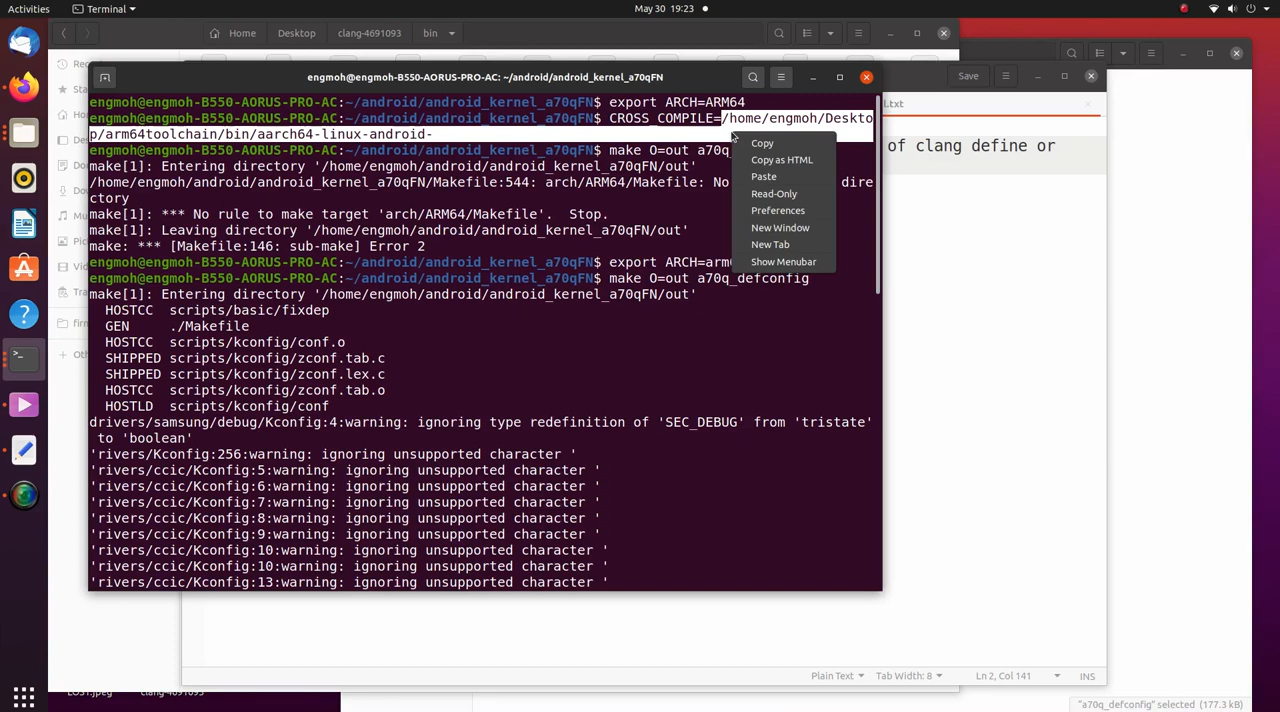 Activities
Terminal
May 30 19:23
Home
Desktop
clang-4691093
bin
engmoh@engmoh-B550-AORUS-PRO-AC: ~/android/android_kernel_a70qFN
Save
.txt
engmoh@engmoh-B550-AORUS-PRO-AC:~/android/android_kernel_a70qFN$ export ARCH=ARM64
engmoh@engmoh-B550-AORUS-PRO-AC:~/android/android_kernel_a70qFN$ CROSS_COMPILE=/home/engmoh/Deskto
p/arm64toolchain/bin/aarch64-linux-android-
engmoh@engmoh-B550-AORUS-PRO-AC:~/android/android_kernel_a70qFN$ make O=out a70q_
make[1]: Entering directory '/home/engmoh/android/android_kernel_a70qFN/out'
/home/engmoh/android/android_kernel_a70qFN/Makefile:544: arch/ARM64/Makefile: No dire
ctory
make[1]: *** No rule to make target 'arch/ARM64/Makefile'.  Stop.
make[1]: Leaving directory '/home/engmoh/android/android_kernel_a70qFN/out'
make: *** [Makefile:146: sub-make] Error 2
engmoh@engmoh-B550-AORUS-PRO-AC:~/android/android_kernel_a70qFN$ export ARCH=arm
engmoh@engmoh-B550-AORUS-PRO-AC:~/android/android_kernel_a70qFN$ make O=out a70q_defconfig
make[1]: Entering directory '/home/engmoh/android/android_kernel_a70qFN/out'
HOSTCC scripts/basic/fixdep
GEN ./Makefile
HOSTCC scripts/kconfig/conf.o
SHIPPED scripts/kconfig/zconf.tab.c
SHIPPED scripts/kconfig/zconf.lex.c
HOSTCC scripts/kconfig/zconf.tab.o
HOSTLD scripts/kconfig/conf
drivers/samsung/debug/Kconfig:4:warning: ignoring type redefinition of 'SEC_DEBUG' from 'tristate'
to 'boolean'
'rivers/Kconfig:256:warning: ignoring unsupported character '
'rivers/ccic/Kconfig:5:warning: ignoring unsupported character '
'rivers/ccic/Kconfig:6:warning: ignoring unsupported character '
'rivers/ccic/Kconfig:7:warning: ignoring unsupported character '
'rivers/ccic/Kconfig:8:warning: ignoring unsupported character '
'rivers/ccic/Kconfig:9:warning: ignoring unsupported character '
'rivers/ccic/Kconfig:10:warning: ignoring unsupported character '
'rivers/ccic/Kconfig:10:warning: ignoring unsupported character '
'rivers/ccic/Kconfig:13:warning: ignoring unsupported character '
Copy
Copy as HTML
Paste
Read-Only
Preferences
New Window
New Tab
Show Menubar
of clang define or
Plain Text
Tab Width: 8
Ln 2, Col 141
INS
"a70q_defconfig" selected (177.3 kB)